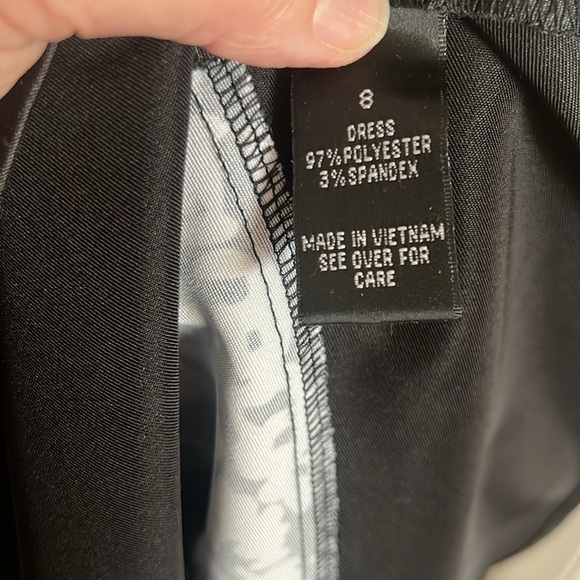 8
DRESS
97%POLYESTER
3%SPANDEX
MADE IN VIETNAM
SEE OVER FOR
CARE